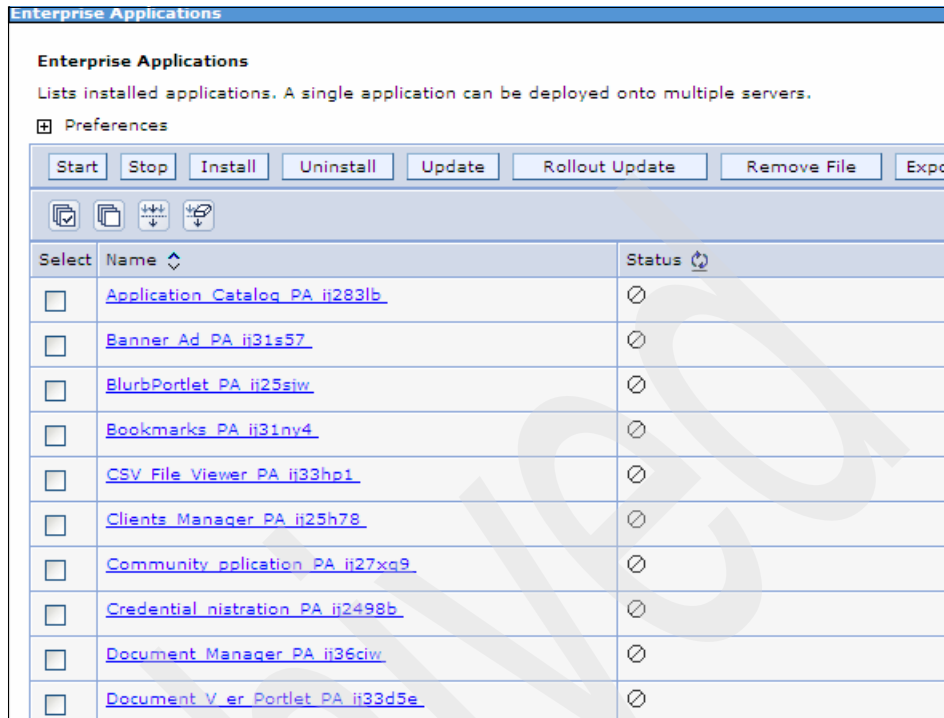 Enterprise Applications
Enterprise Applications
Lists installed applications. A single application can be deployed onto multiple servers.
Preferences
Start Stop Install Uninstall Update Rollout Update Remove File Expo
Select Name Status
Application_Catalog_PA_ij283lb
Banner_Ad_PA_ij31s57
BlurbPortlet_PA_ij25sjw
Bookmarks_PA_ij31ny4
CSV_File_Viewer_PA_ij33hp1
Clients_Manager_PA_ij25h78
Community_pplication_PA_ij27xq9
Credential_nistration_PA_ij2498b
Document_Manager_PA_ij36ciw
Document_V_er_Portlet_PA_ij33d5e